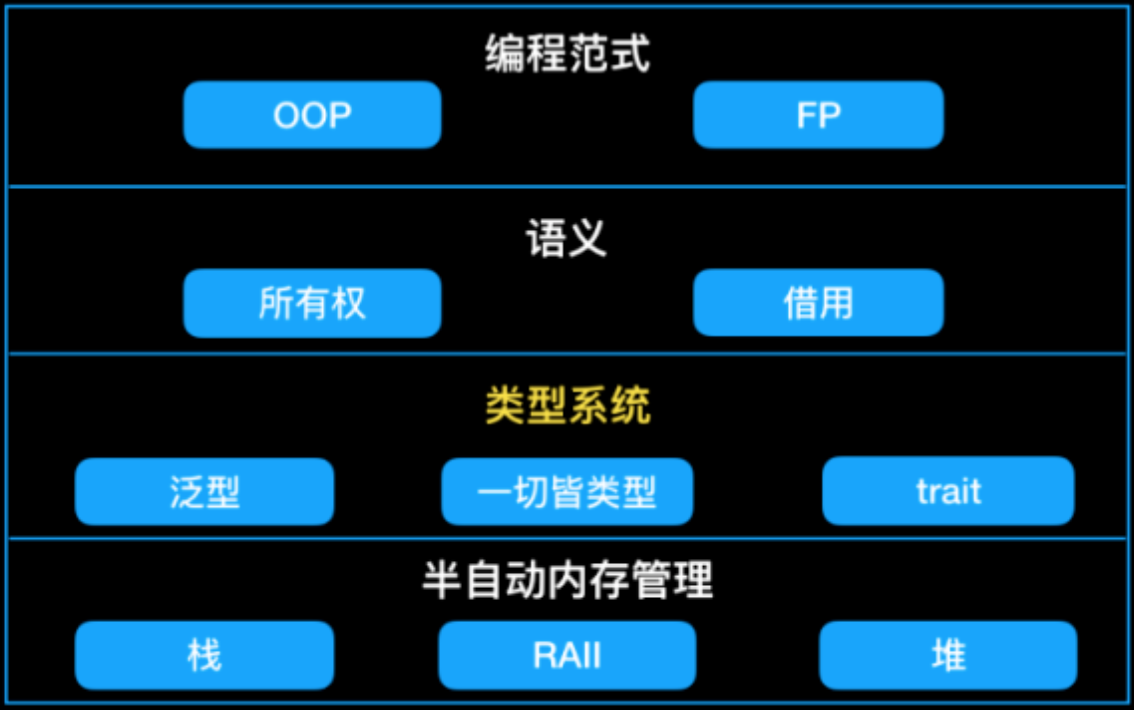 编程范式
OOP FP
语义
所有权 借用
类型系统
泛型 一切皆类型 trait
半自动内存管理
栈 RAII 堆